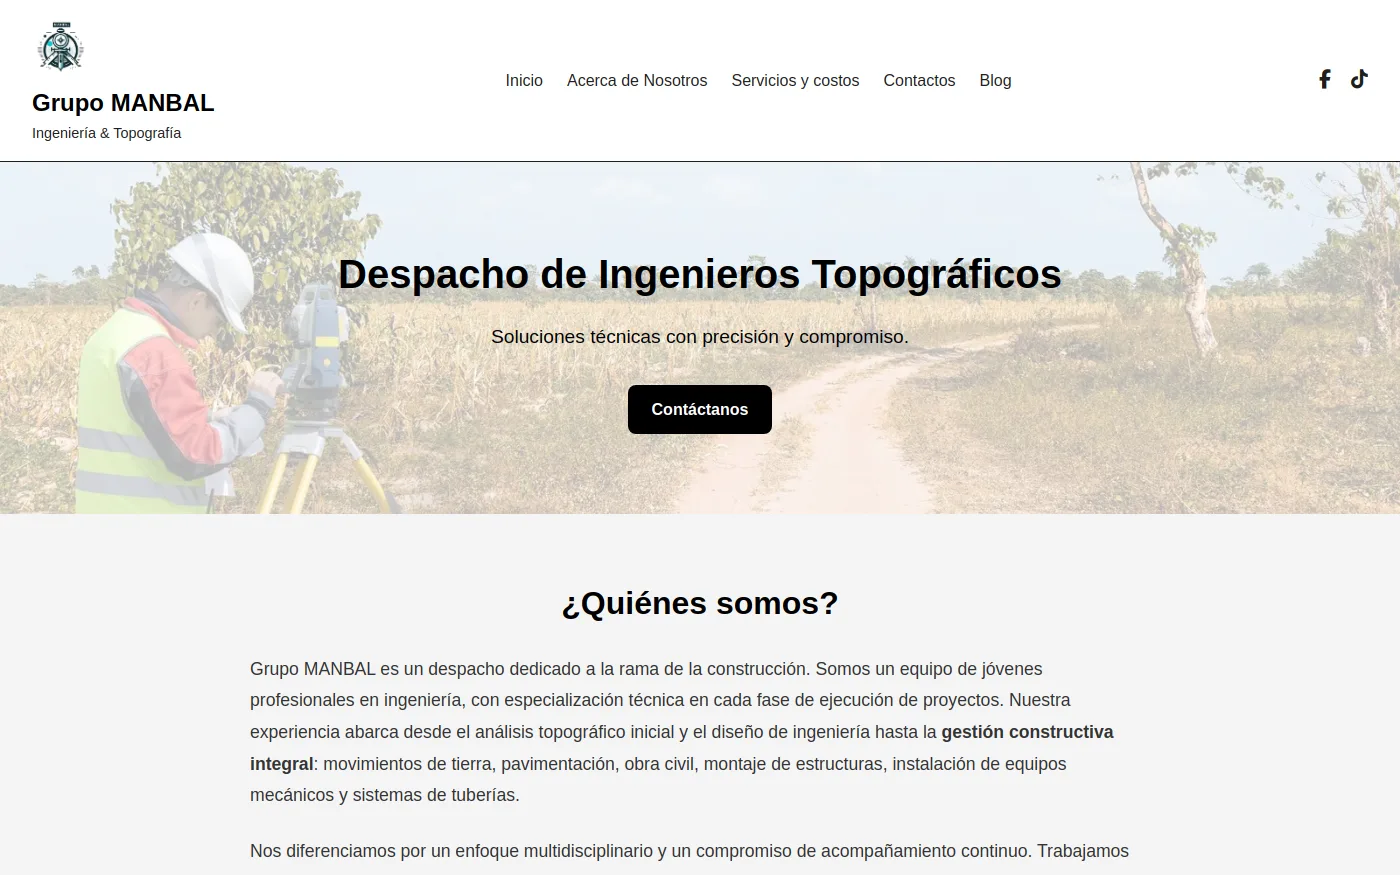 Grupo MANBAL
Ingeniería & Topografía
Inicio
Acerca de Nosotros
Servicios y costos
Contactos
Blog
Despacho de Ingenieros Topográficos
Soluciones técnicas con precisión y compromiso.
Contáctanos
¿Quiénes somos?
Grupo MANBAL es un despacho dedicado a la rama de la construcción. Somos un equipo de jóvenes
profesionales en ingeniería, con especialización técnica en cada fase de ejecución de proyectos. Nuestra
experiencia abarca desde el análisis topográfico inicial y el diseño de ingeniería hasta la gestión constructiva
integral: movimientos de tierra, pavimentación, obra civil, montaje de estructuras, instalación de equipos
mecánicos y sistemas de tuberías.
Nos diferenciamos por un enfoque multidisciplinario y un compromiso de acompañamiento continuo. Trabajamos